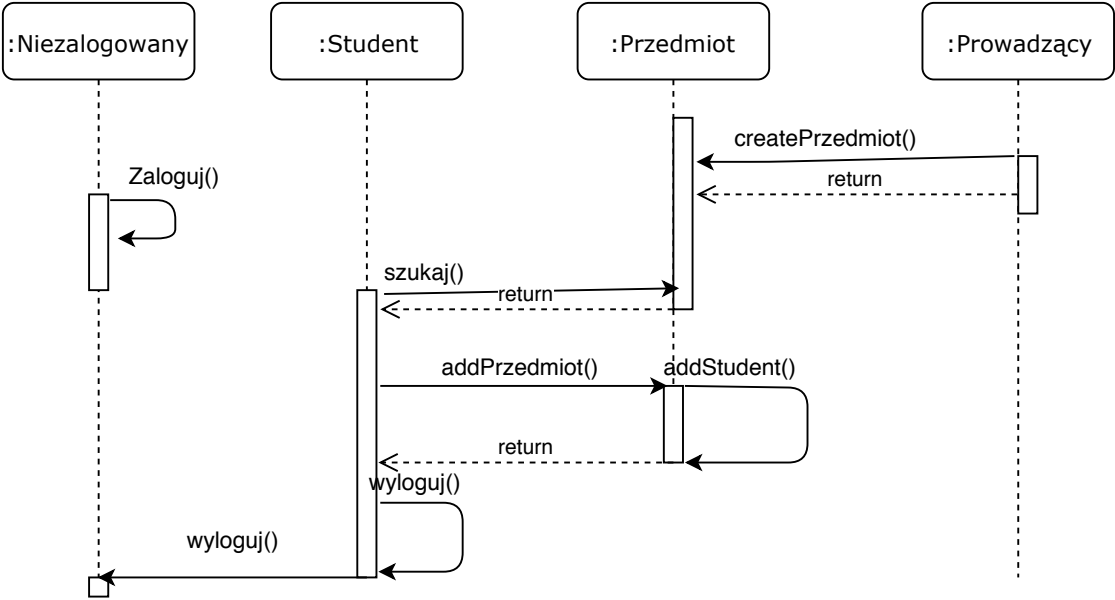 :Niezalogowany
:Student
:Przedmiot
:Prowadzący
createPrzedmiot()
return
Zaloguj()
szukaj()
return
addPrzedmiot()
addStudent()
return
wyloguj()
wyloguj()